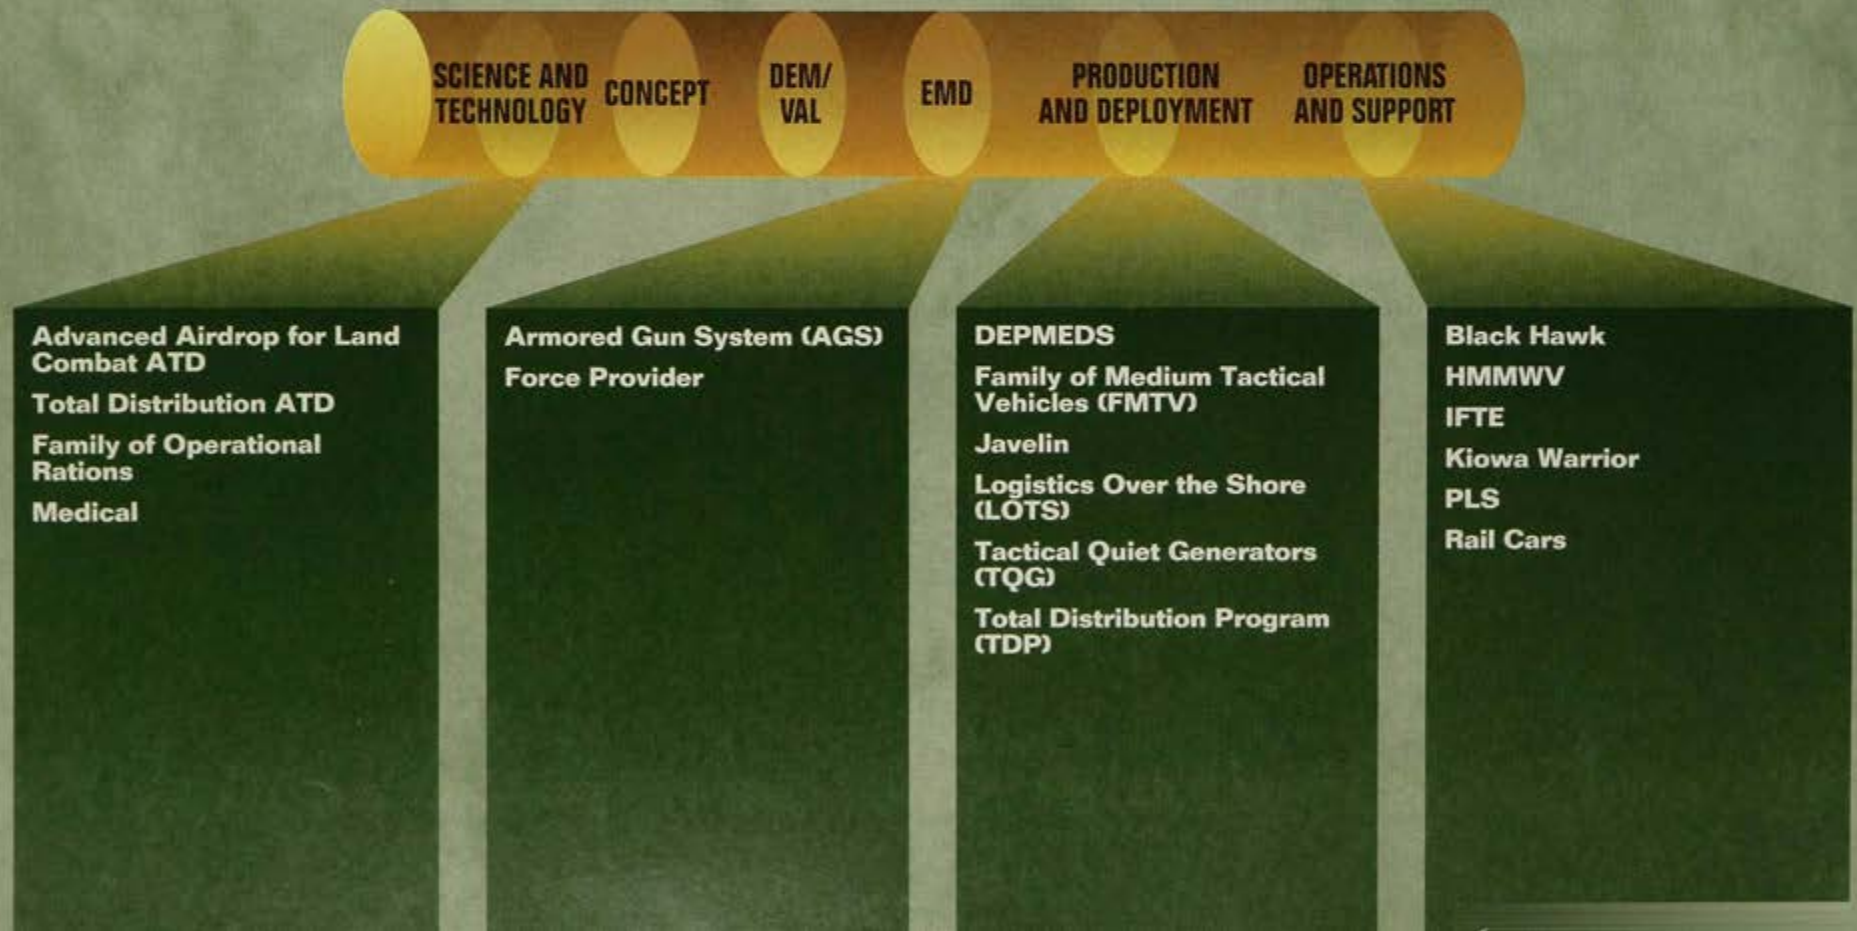 SCIENCE AND
TECHNOLOGY
CONCEPT
DEM/
VAL
EMD
PRODUCTION
AND DEPLOYMENT
OPERATIONS
AND SUPPORT
Advanced Airdrop for Land
Combat ATD
Total Distribution ATD
Family of Operational
Rations
Medical
Armored Gun System (AGS)
Force Provider
DEPMEDS
Family of Medium Tactical
Vehicles (FMTV)
Javelin
Logistics Over the Shore
(LOTS)
Tactical Quiet Generators
(TQG)
Total Distribution Program
(TDP)
Black Hawk
HMMWV
IFTE
Kiowa Warrior
PLS
Rail Cars